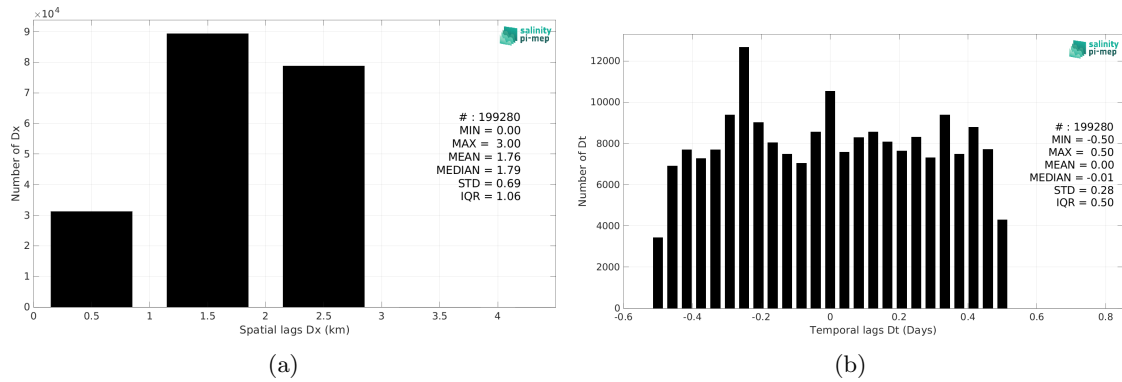 ×10⁴
9
8
7
6
5
4
3
2
1
0
Number of Dx
0 0.5 1 1.5 2 2.5 3 3.5 4
Spatial lags Dx (km)
salinity
pi-mep
# : 199280
MIN = 0.00
MAX = 3.00
MEAN = 1.76
MEDIAN = 1.79
STD = 0.69
IQR = 1.06
(a)
12000
10000
8000
6000
4000
2000
0
Number of Dt
-0.6 -0.4 -0.2 0 0.2 0.4 0.6 0.8
Temporal lags Dt (Days)
salinity
pi-mep
# : 199280
MIN = -0.50
MAX = 0.50
MEAN = 0.00
MEDIAN = -0.01
STD = 0.28
IQR = 0.50
(b)